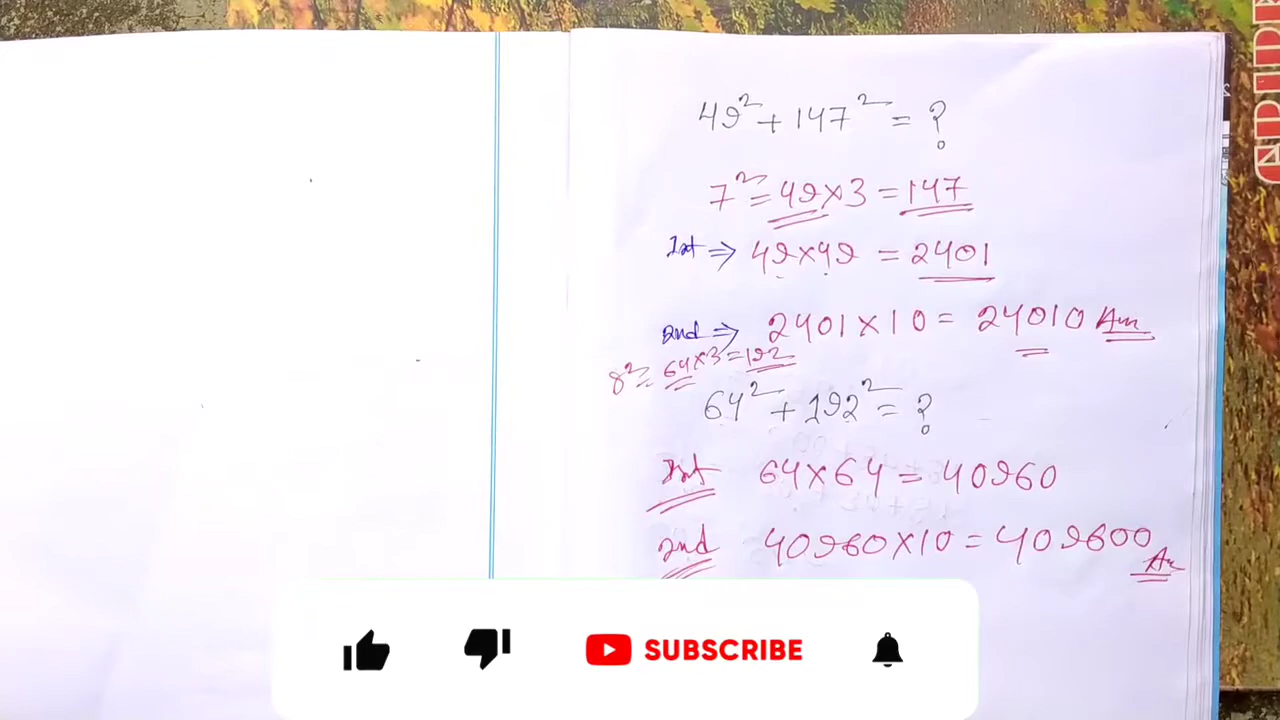 49² + 147² = ?
7² = 49×3 = 147
1st ⇒ 49×49 = 2401
2nd ⇒ 2401×10 = 24010 Ans
8² = 64×3 = 192
64² + 192² = ?
1st 64×64 = 40960
2nd 40960×10 = 409600 Ans
SUBSCRIBE